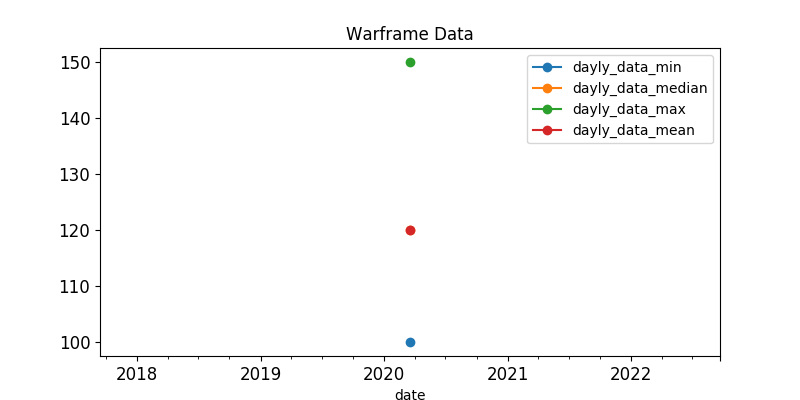 Warframe Data
dayly_data_min
dayly_data_median
dayly_data_max
dayly_data_mean
150
140
130
120
110
100
2018 2019 2020 2021 2022
date